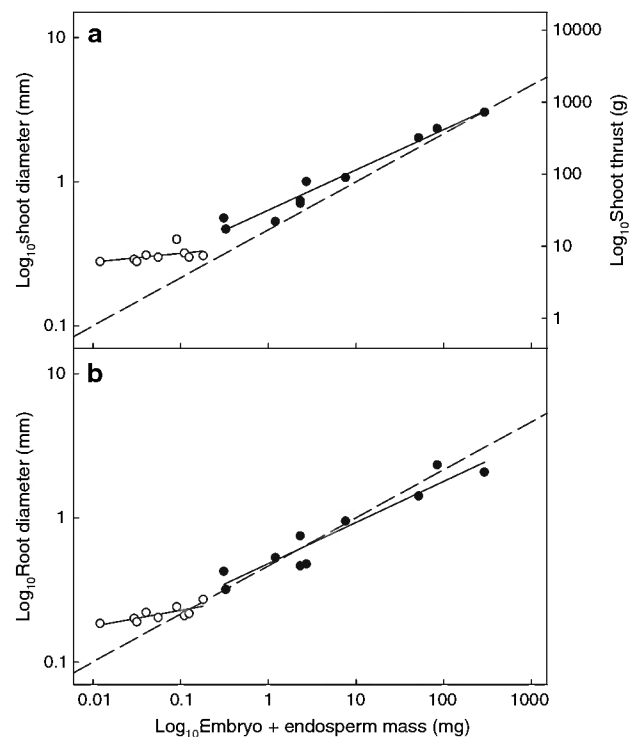 a
10
1
0.1
Log10shoot diameter (mm)
10000
1000
100
10
1
Log10Shoot thrust (g)
b
10
1
0.1
Log10Root diameter (mm)
0.01 0.1 1 10 100 1000
Log10Embryo + endosperm mass (mg)